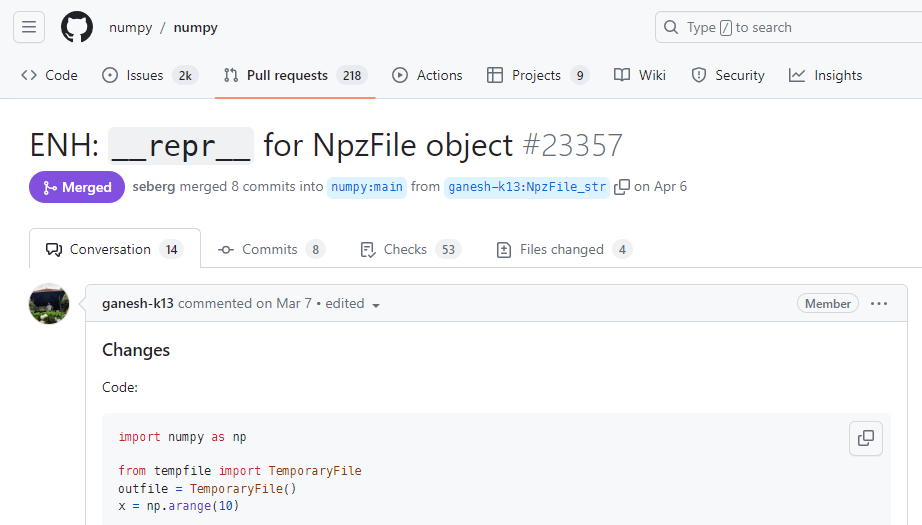 numpy / numpy
Type / to search
Code
Issues 2k
Pull requests 218
Actions
Projects 9
Wiki
Security
Insights
ENH: __repr__ for NpzFile object #23357
Merged seberg merged 8 commits into numpy:main from ganesh-k13:NpzFile_str on Apr 6
Conversation 14
Commits 8
Checks 53
Files changed 4
ganesh-k13 commented on Mar 7 • edited
Member
Changes
Code:
import numpy as np
from tempfile import TemporaryFile
outfile = TemporaryFile()
x = np.arange(10)